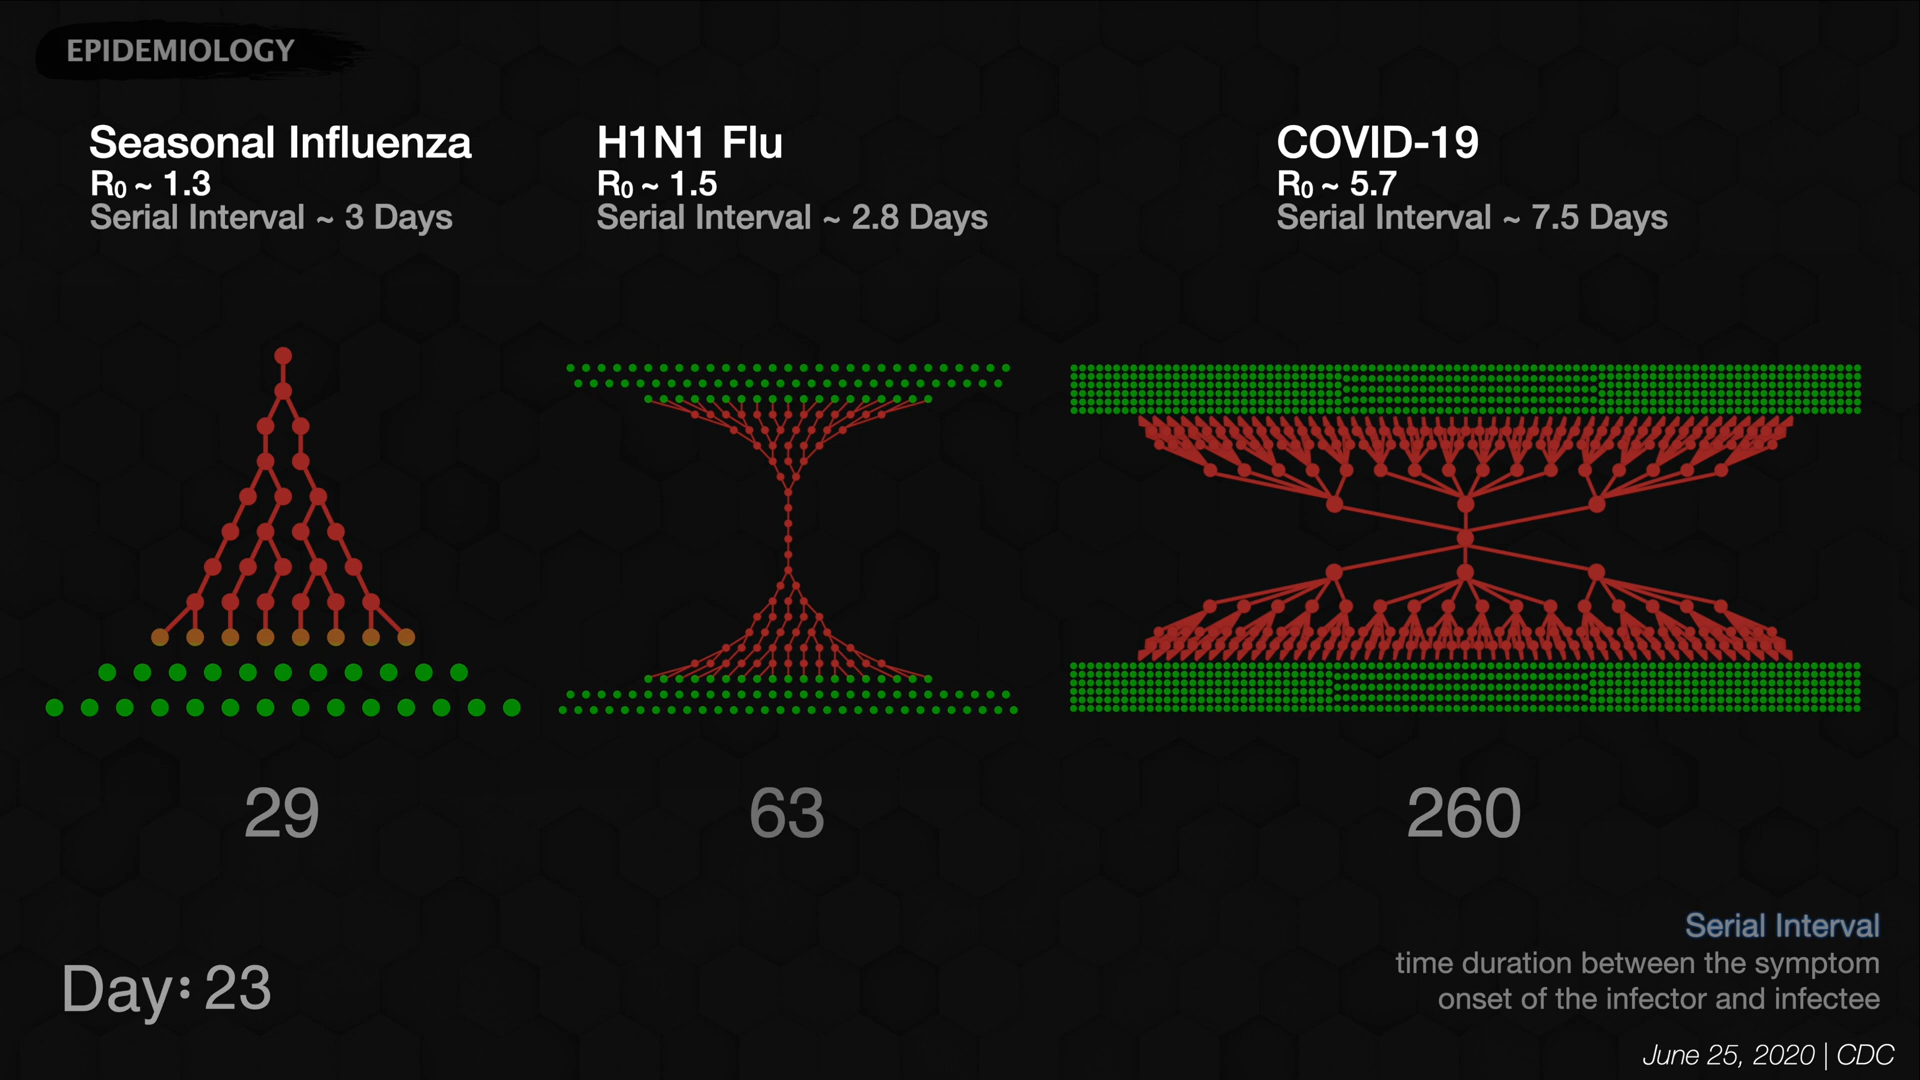 EPIDEMIOLOGY
Seasonal Influenza
R₀ ~ 1.3
Serial Interval ~ 3 Days
H1N1 Flu
R₀ ~ 1.5
Serial Interval ~ 2.8 Days
COVID-19
R₀ ~ 5.7
Serial Interval ~ 7.5 Days
29
63
260
Day: 23
Serial Interval
time duration between the symptom
onset of the infector and infectee
June 25, 2020 | CDC